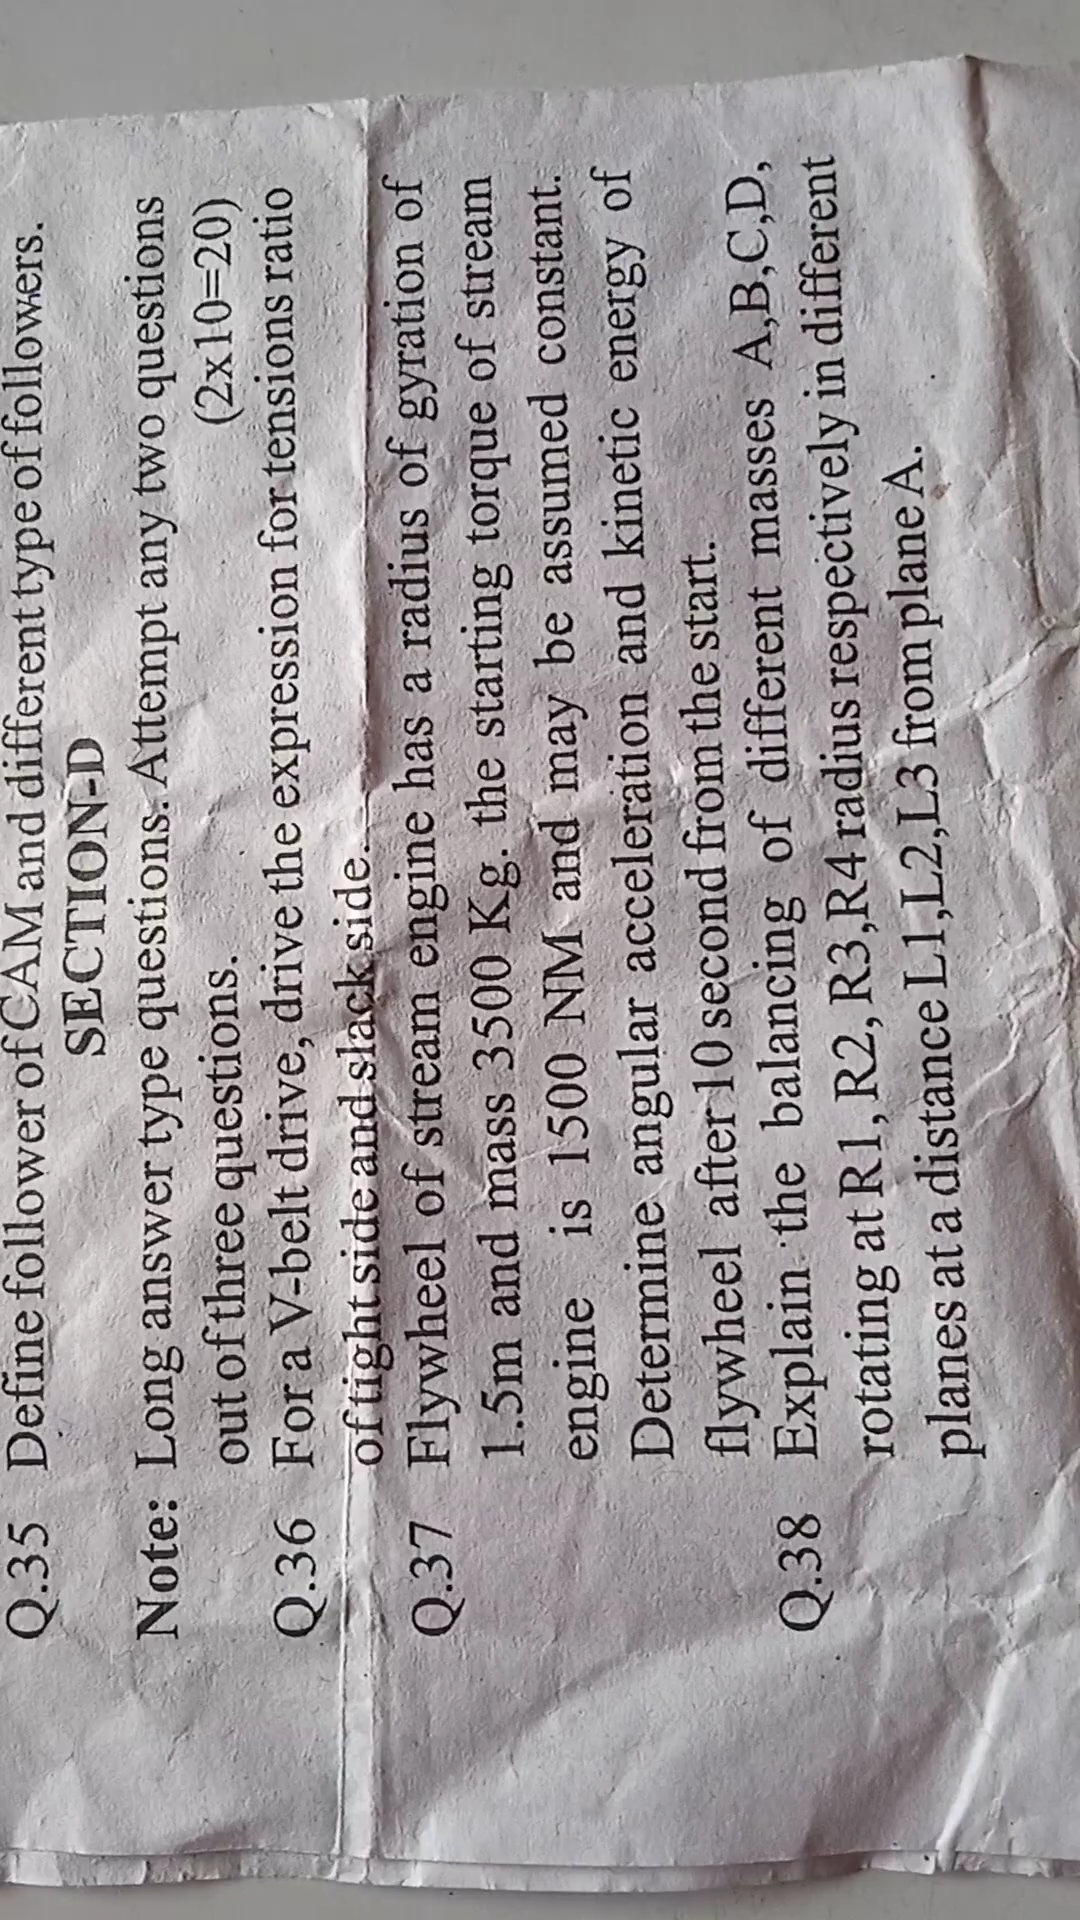 Q.35 Define follower of CAM and different type of followers.
SECTION-D
Note: Long answer type questions. Attempt any two questions
out of three questions. (2x10=20)
Q.36 For a V-belt drive, drive the expression for tensions ratio
of tight side and slack side.
Q.37 Flywheel of stream engine has a radius of gyration of
1.5m and mass 3500 Kg. the starting torque of stream
engine is 1500 NM and may be assumed constant.
Determine angular acceleration and kinetic energy of
flywheel after 10 second from the start.
Q.38 Explain the balancing of different masses A,B,C,D,
rotating at R1, R2, R3,R4 radius respectively in different
planes at a distance L1,L2,L3 from plane A.